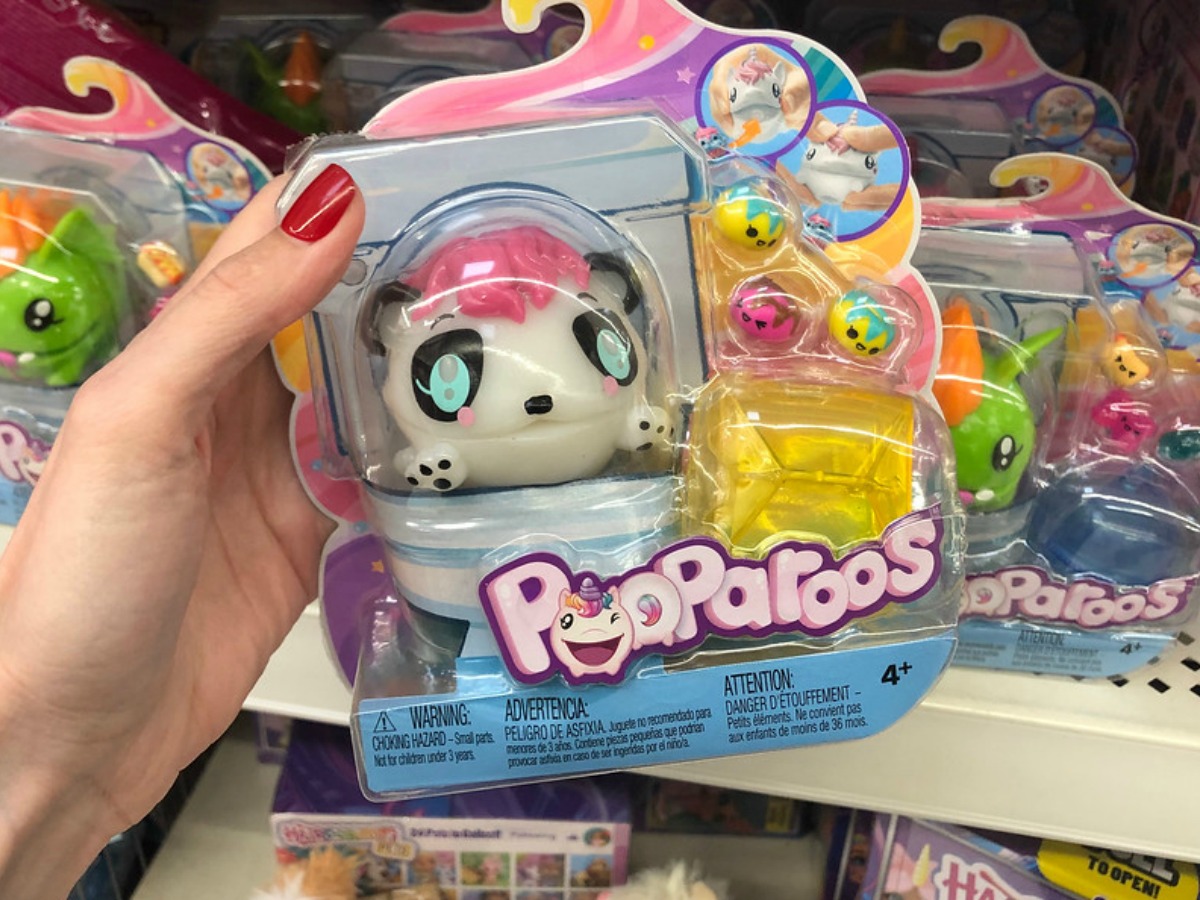 PooParoos
WARNING:
CHOKING HAZARD – Small parts.
Not for children under 3 years.
ADVERTENCIA:
PELIGRO DE ASFIXIA. Juguete no recomendado para
menores de 3 años. Contiene piezas pequeñas que podrían
provocar asfixia en caso de ser ingeridas por el niño/a.
ATTENTION:
DANGER D'ÉTOUFFEMENT –
Petits éléments. Ne convient pas
aux enfants de moins de 36 mois.
4+
ooParoos
ATTENTION:
4+
P
TO OPEN!
HA